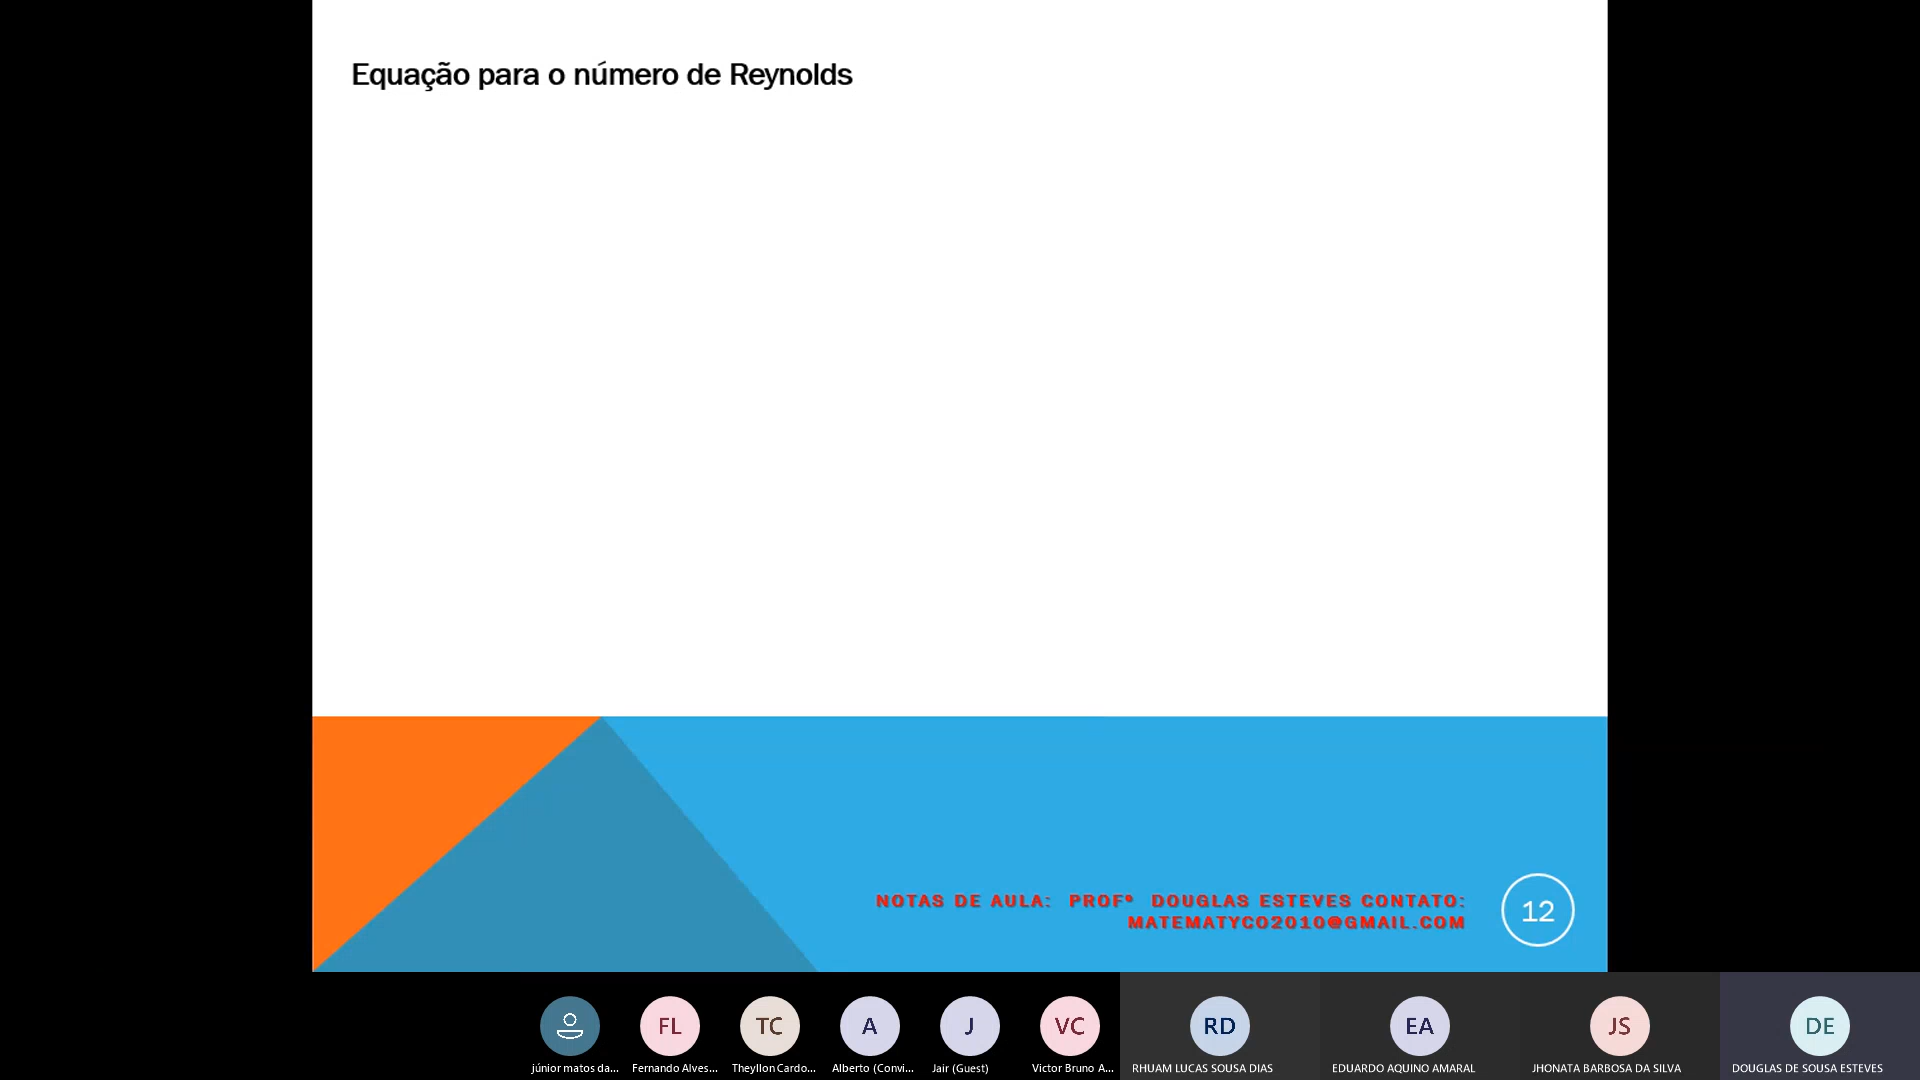 Equação para o número de Reynolds
NOTAS DE AULA: PROFº DOUGLAS ESTEVES CONTATO:
MATEMATYCO2010@GMAIL.COM
12
FL
TC
A
J
VC
RD
EA
JS
DE
júnior matos da...
Fernando Alves...
Theyllon Cardo...
Alberto (Convi...
Jair (Guest)
Victor Bruno A...
RHUAM LUCAS SOUSA DIAS
EDUARDO AQUINO AMARAL
JHONATA BARBOSA DA SILVA
DOUGLAS DE SOUSA ESTEVES